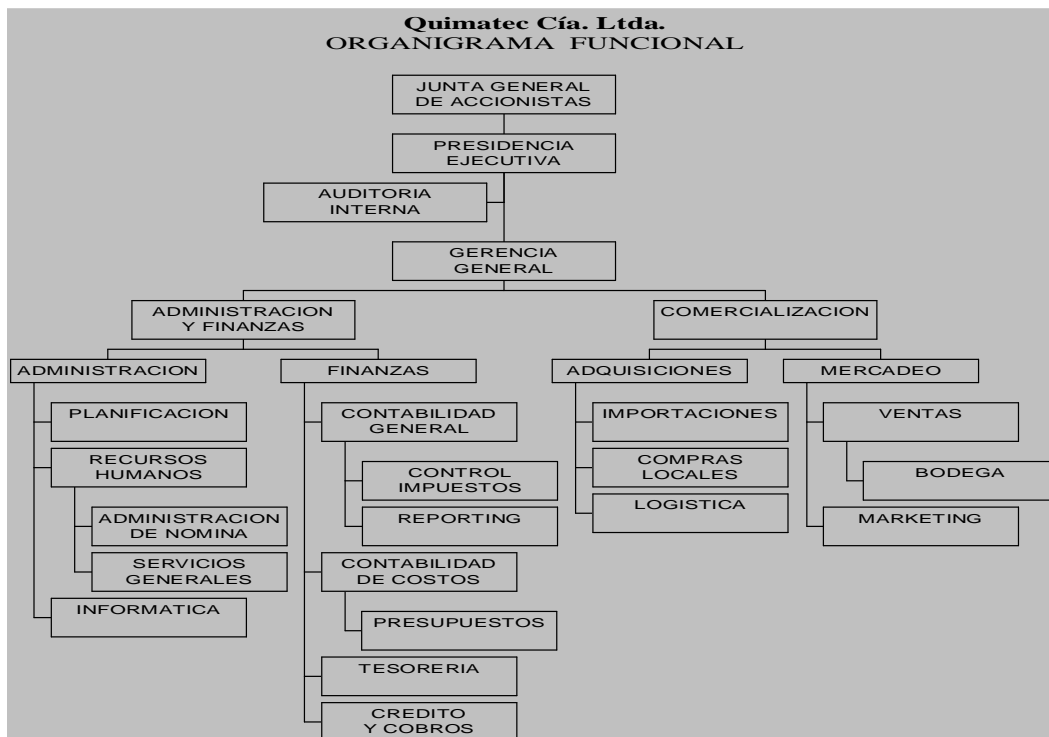 Quimatec Cía. Ltda.
ORGANIGRAMA FUNCIONAL
JUNTA GENERAL
DE ACCIONISTAS
PRESIDENCIA
EJECUTIVA
AUDITORIA
INTERNA
GERENCIA
GENERAL
ADMINISTRACION
Y FINANZAS
COMERCIALIZACION
ADMINISTRACION
FINANZAS
ADQUISICIONES
MERCADEO
PLANIFICACION
RECURSOS
HUMANOS
ADMINISTRACION
DE NOMINA
SERVICIOS
GENERALES
INFORMATICA
CONTABILIDAD
GENERAL
CONTROL
IMPUESTOS
REPORTING
CONTABILIDAD
DE COSTOS
PRESUPUESTOS
TESORERIA
CREDITO
Y COBROS
IMPORTACIONES
COMPRAS
LOCALES
LOGISTICA
VENTAS
BODEGA
MARKETING